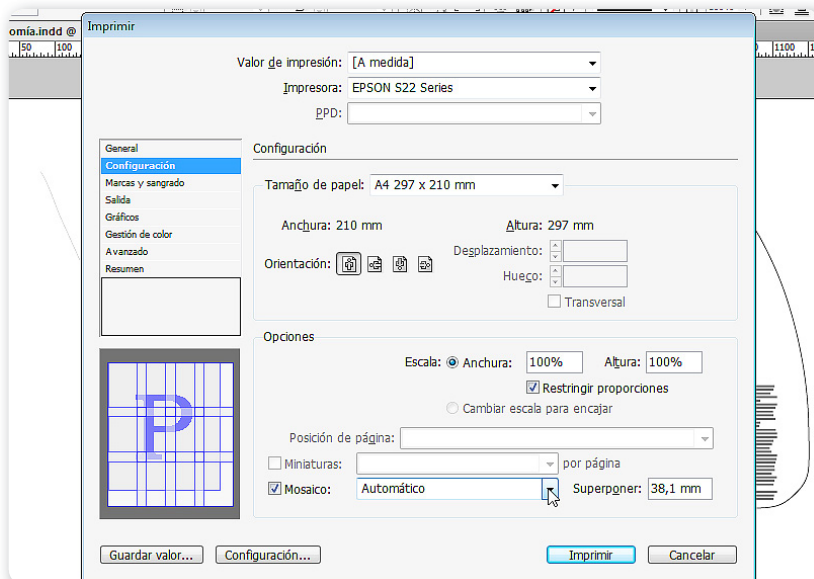 Imprimir
omía.indd @
50 100
1100
Valor de impresión: [A medida]
Impresora: EPSON S22 Series
PPD:
General
Configuración
Marcas y sangrado
Salida
Gráficos
Gestión de color
Avanzado
Resumen
Configuración
Tamaño de papel: A4 297 x 210 mm
Anchura: 210 mm Altura: 297 mm
Orientación:
Desplazamiento:
Hueço:
Transversal
Opciones
Escala: Anchura: 100% Altura: 100%
Restringir proporciones
Cambiar escala para encajar
Posición de página:
Miniaturas: por página
Mosaico: Automático Superponer: 38,1 mm
P
Guardar valor... Configuración... Imprimir Cancelar